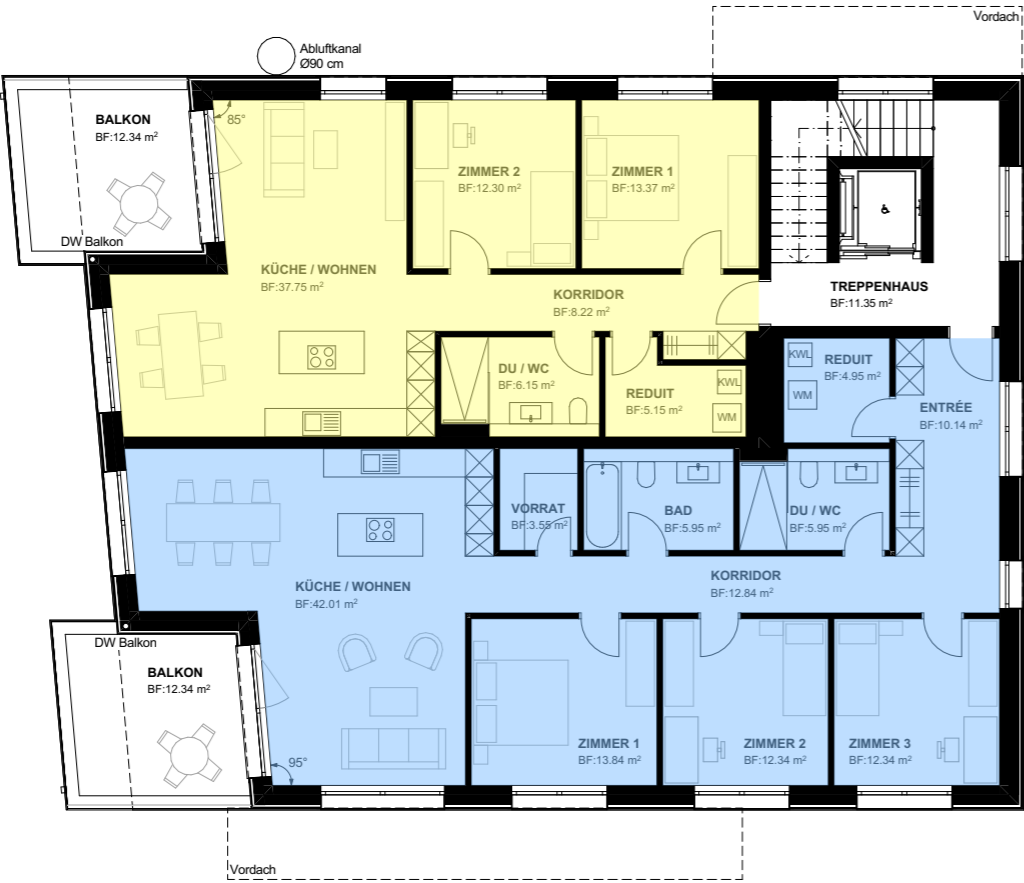 Vordach
Abluftkanal
Ø90 cm
BALKON
BF:12.34 m²
85°
ZIMMER 2
BF:12.30 m²
ZIMMER 1
BF:13.37 m²
DW Balkon
KÜCHE / WOHNEN
BF:37.75 m²
KORRIDOR
BF:8.22 m²
TREPPENHAUS
BF:11.35 m²
DU / WC
BF:6.15 m²
REDUIT
BF:5.15 m²
KWL
WM
KWL
WM
REDUIT
BF:4.95 m²
ENTRÉE
BF:10.14 m²
VORRAT
BF:3.55 m²
BAD
BF:5.95 m²
DU / WC
BF:5.95 m²
KÜCHE / WOHNEN
BF:42.01 m²
KORRIDOR
BF:12.84 m²
DW Balkon
BALKON
BF:12.34 m²
95°
ZIMMER 1
BF:13.84 m²
ZIMMER 2
BF:12.34 m²
ZIMMER 3
BF:12.34 m²
Vordach